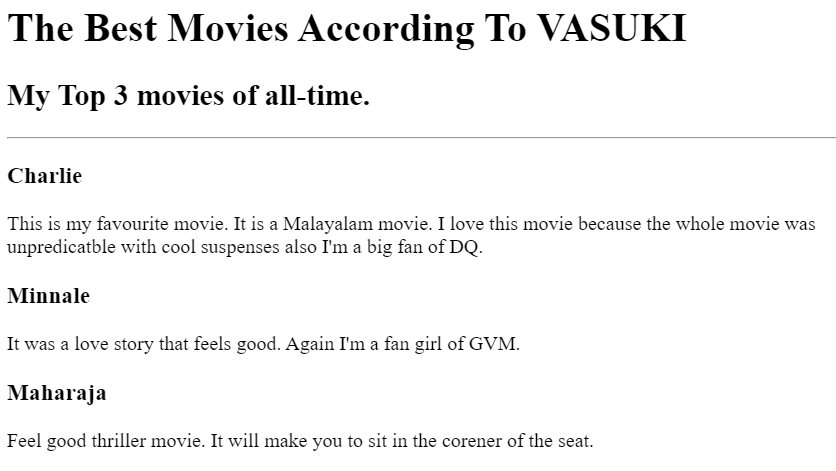 The Best Movies According To VASUKI
My Top 3 movies of all-time.
Charlie
This is my favourite movie. It is a Malayalam movie. I love this movie because the whole movie was
unpredicatble with cool suspenses also I'm a big fan of DQ.
Minnale
It was a love story that feels good. Again I'm a fan girl of GVM.
Maharaja
Feel good thriller movie. It will make you to sit in the corener of the seat.